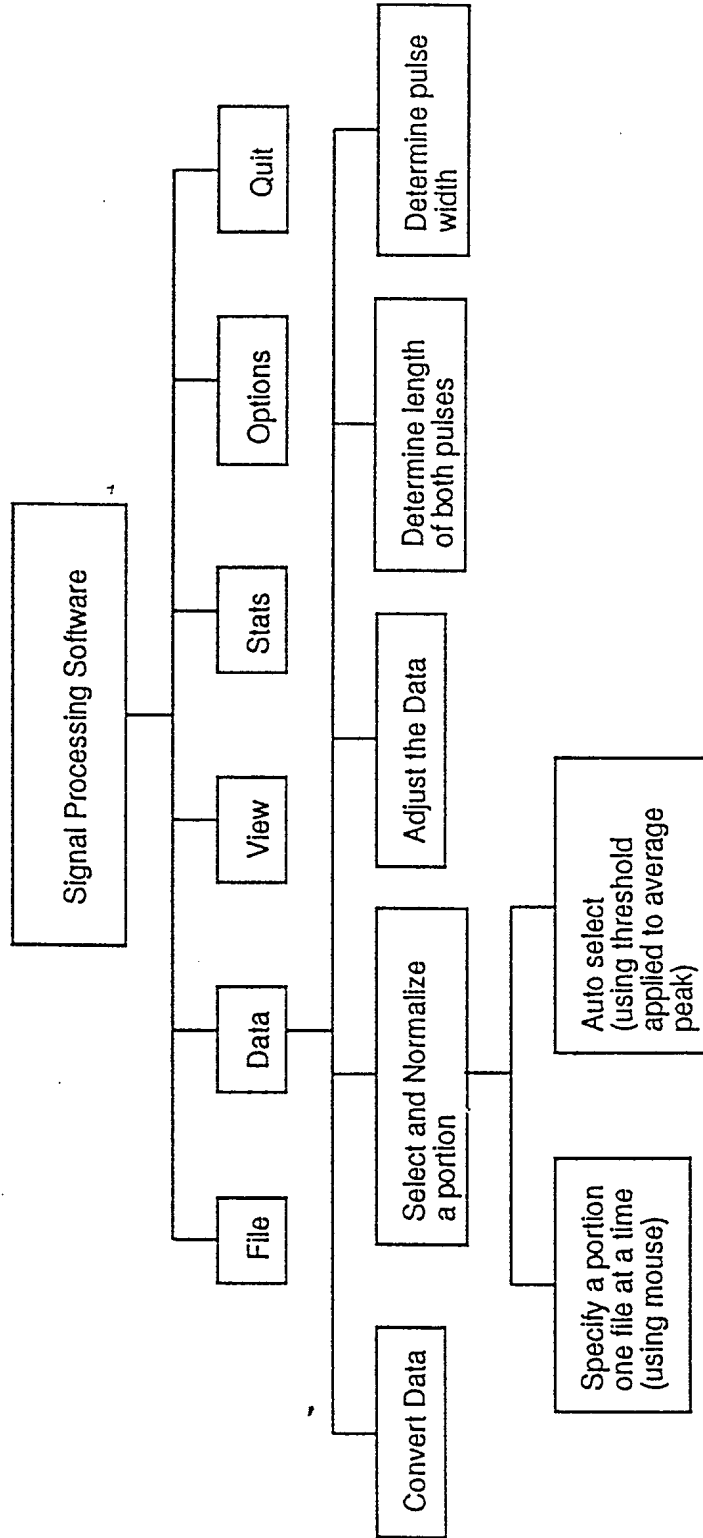 Signal Processing Software
File
Data
View
Stats
Options
Quit
Convert Data
Select and Normalize
a portion
Adjust the Data
Determine length
of both pulses
Determine pulse
width
Specify a portion
one file at a time
(using mouse)
Auto select
(using threshold
applied to average
peak)